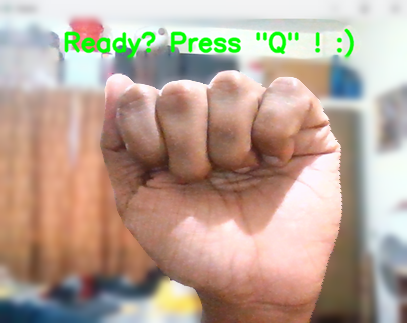 Ready? Press "Q" ! :)